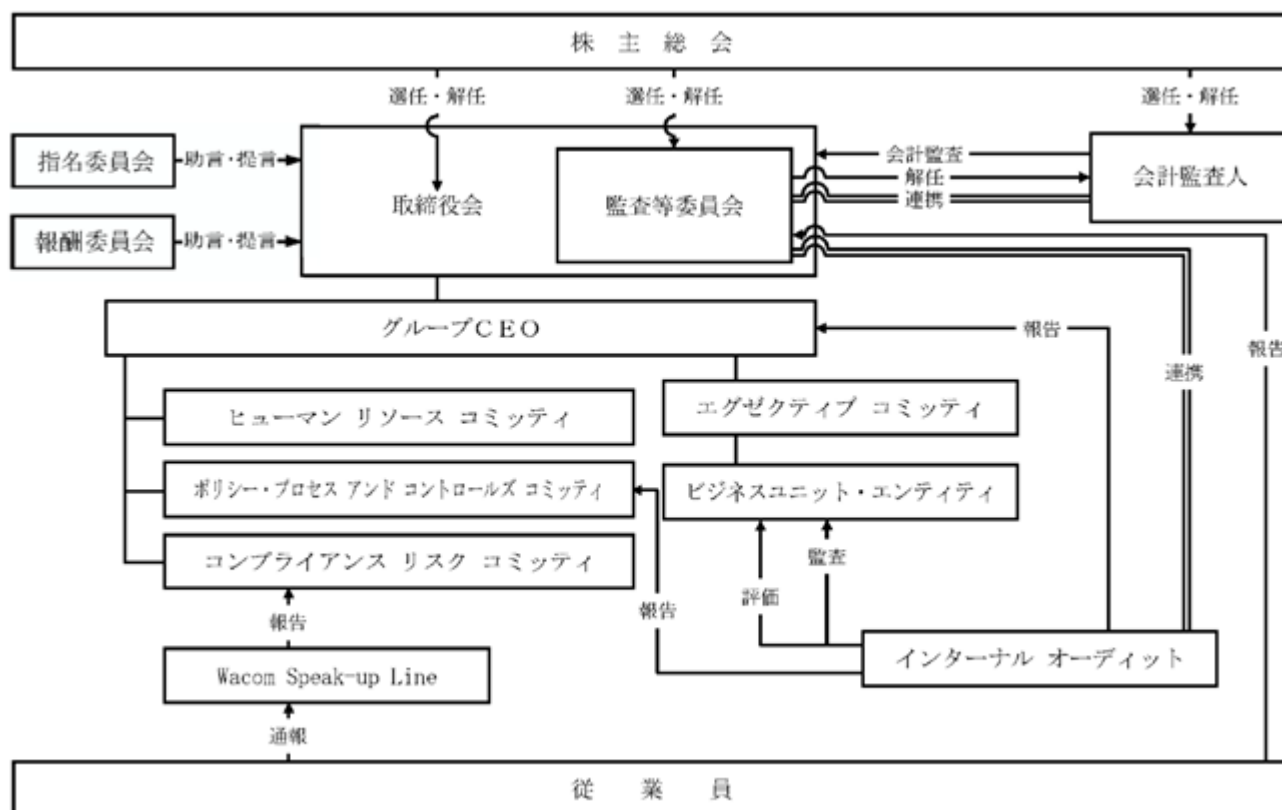 株主総会
選任・解任
選任・解任
選任・解任
指名委員会
助言・提言
報酬委員会
助言・提言
取締役会
監査等委員会
会計監査
解任
連携
会計監査人
グループCEO
報告
連携
報告
ヒューマン リソース コミッティ
エグゼクティブ コミッティ
ポリシー・プロセス アンド コントロールズ コミッティ
ビジネスユニット・エンティティ
コンプライアンス リスク コミッティ
監査
評価
報告
報告
インターナル オーディット
Wacom Speak-up Line
通報
従業員